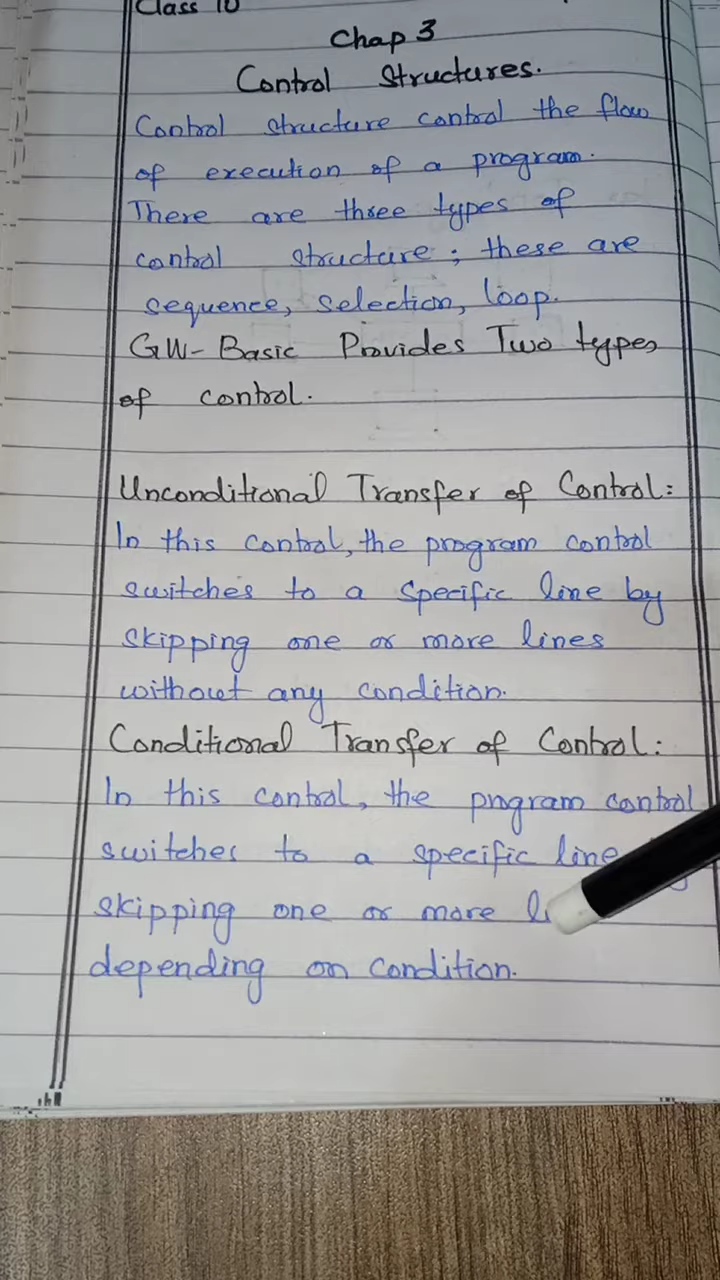 Class 10
Chap 3
Control Structures.
Control structure control the flow
of execution of a program.
There are three types of
control structure; these are
sequence, selection, loop.
GW-Basic Provides Two types
of control.
Unconditional Transfer of Control:
In this control, the program control
switches to a specific line by
skipping one or more lines
without any condition.
Conditional Transfer of Control:
In this control, the program control
switches to a specific line
skipping one or more
depending on condition.